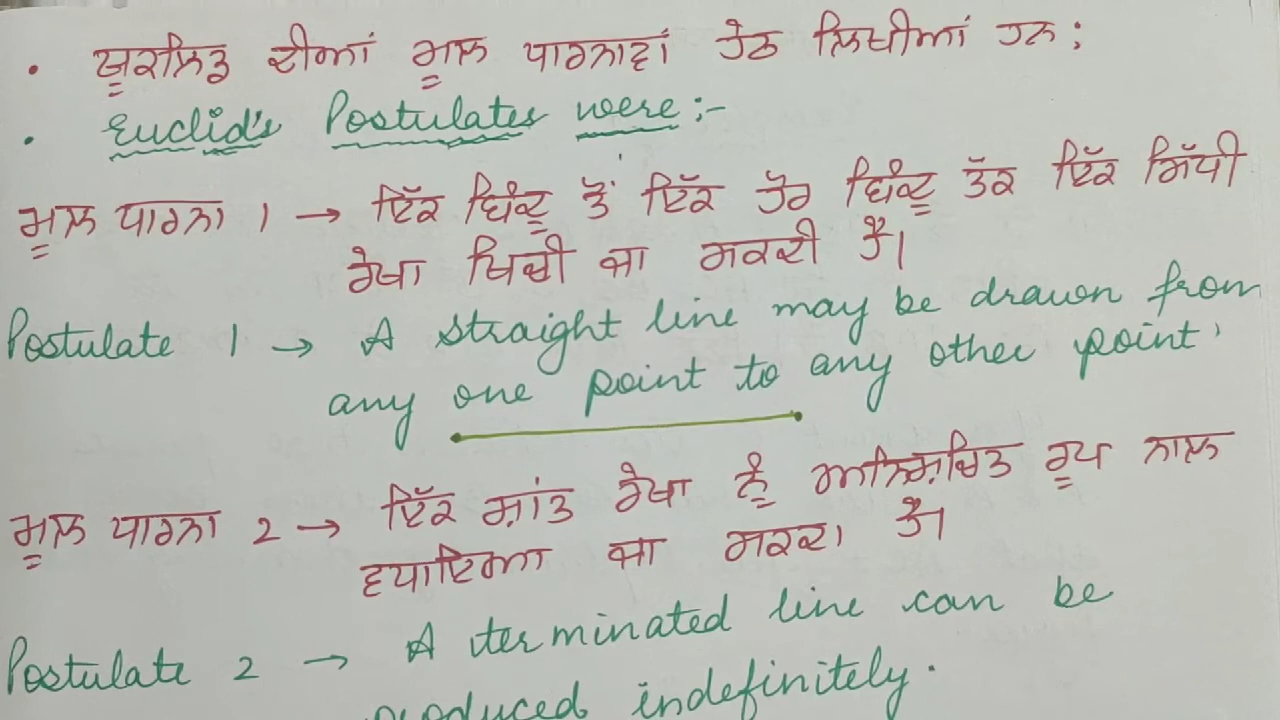 • ਯੂਕਲਿਡ ਦੀਆਂ ਮੂਲ ਧਾਰਨਾਵਾਂ ਹੇਠ ਲਿਖੀਆਂ ਹਨ :
• Euclid's Postulates were :-
ਮੂਲ ਧਾਰਨਾ 1 → ਇੱਕ ਬਿੰਦੂ ਤੋਂ ਇੱਕ ਹੋਰ ਬਿੰਦੂ ਤੱਕ ਇੱਕ ਸਿੱਧੀ
ਰੇਖਾ ਖਿਚੀ ਜਾ ਸਕਦੀ ਹੈ।
Postulate 1 → A straight line may be drawn from
any one point to any other point.
ਮੂਲ ਧਾਰਨਾ 2 → ਇੱਕ ਸ਼ਾਂਤ ਰੇਖਾ ਨੂੰ ਅਨਿਸ਼ਚਿਤ ਰੂਪ ਨਾਲ
ਵਧਾਇਆ ਜਾ ਸਕਦਾ ਹੈ।
Postulate 2 → A terminated line can be
produced indefinitely.